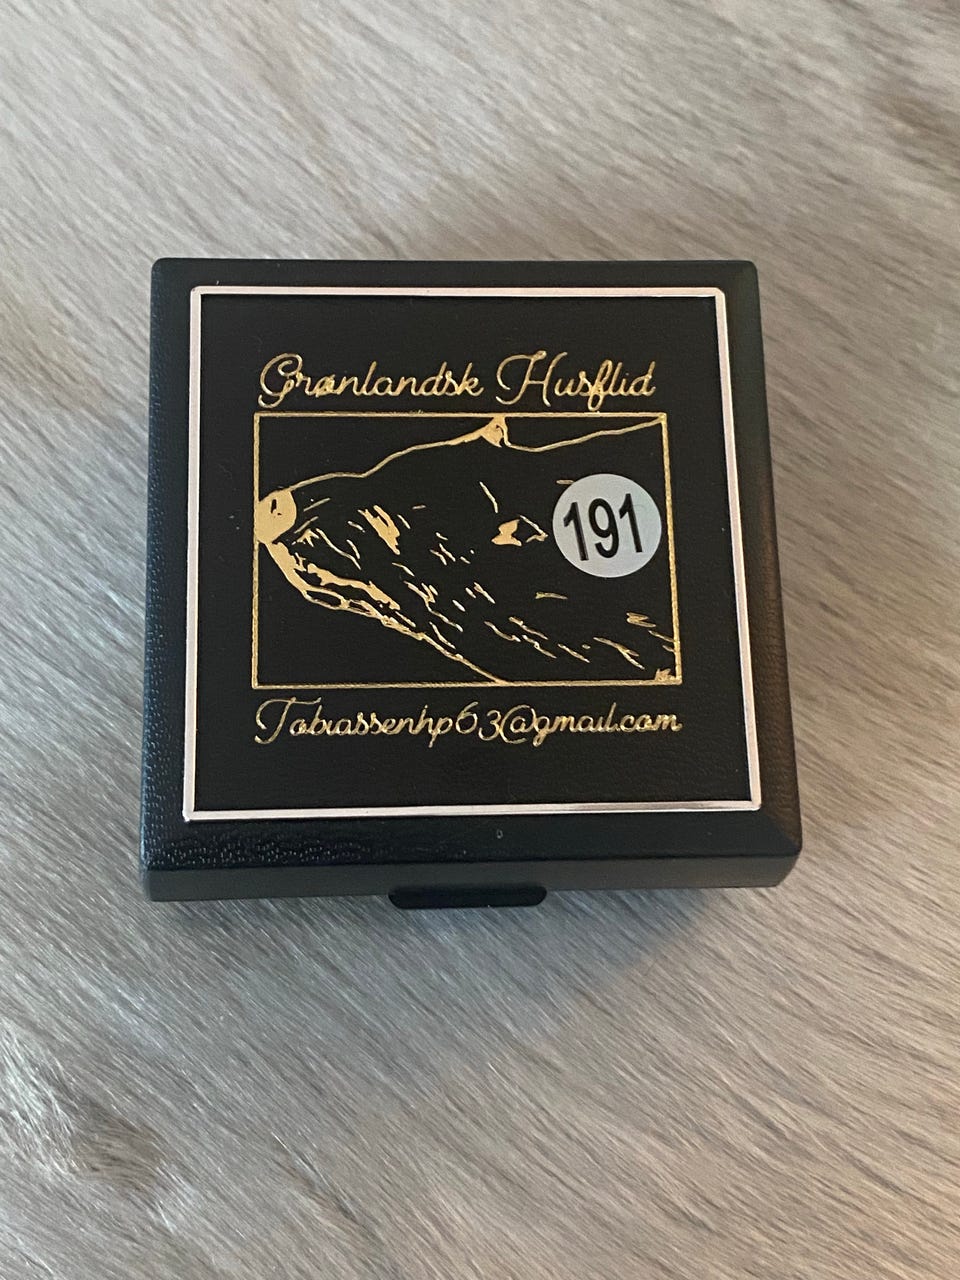 Grønlandsk Husflid
191
Tobiassenhp63@gmail.com